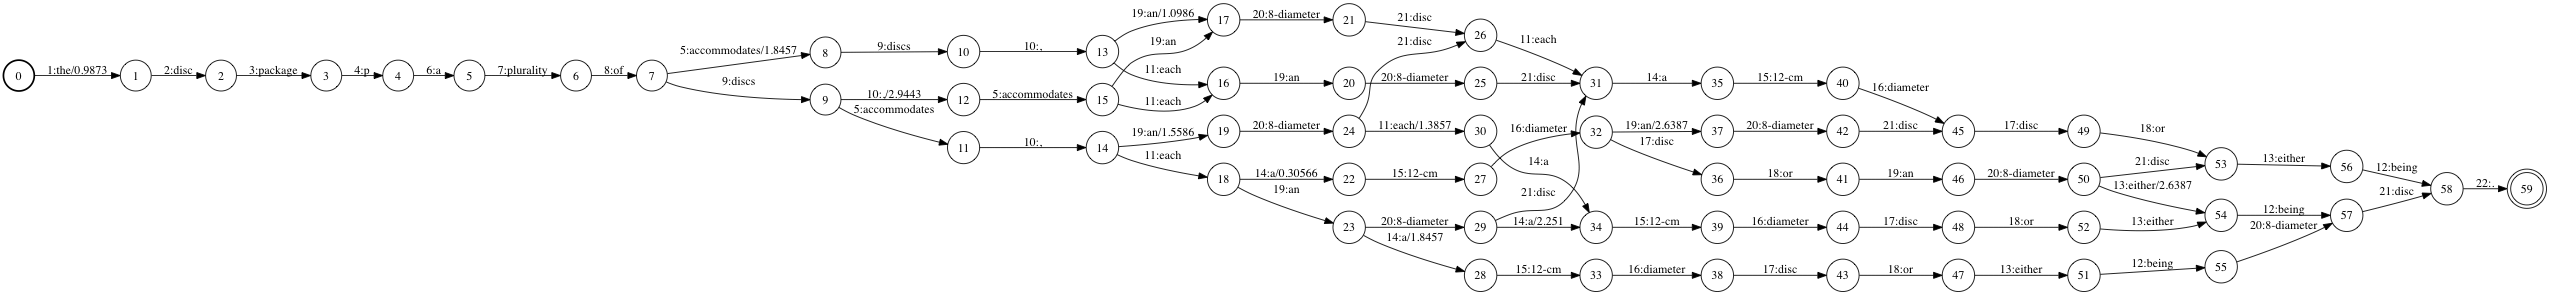 0 1:the/0.9873 1 2:disc 2 3:package 3 4:p 4 6:a 5 7:plurality 6 8:of 7
5:accommodates/1.8457 8 9:discs 10 10:, 13
9:discs 9 10:,/2.9443 12 5:accommodates 15
5:accommodates 11 10:, 14
19:an/1.0986 17 20:8-diameter 21 21:disc 26 11:each
19:an
11:each 16 19:an 20 20:8-diameter 25 21:disc 31 14:a 35 15:12-cm 40 16:diameter
11:each
21:disc
19:an/1.5586 19 20:8-diameter 24 11:each/1.3857 30 14:a
11:each 18 14:a/0.30566 22 15:12-cm 27 16:diameter 32 19:an/2.6387 37 20:8-diameter 42 21:disc 45 17:disc 49 18:or
17:disc 36 18:or 41 19:an 46 20:8-diameter 50 21:disc 53 13:either 56 12:being
13:either/2.6387
19:an 23 20:8-diameter 29 14:a/2.251 34 15:12-cm 39 16:diameter 44 17:disc 48 18:or 52 13:either 54 12:being 57 21:disc 58 22:. 59
21:disc
14:a/1.8457 28 15:12-cm 33 16:diameter 38 17:disc 43 18:or 47 13:either 51 12:being 55 20:8-diameter